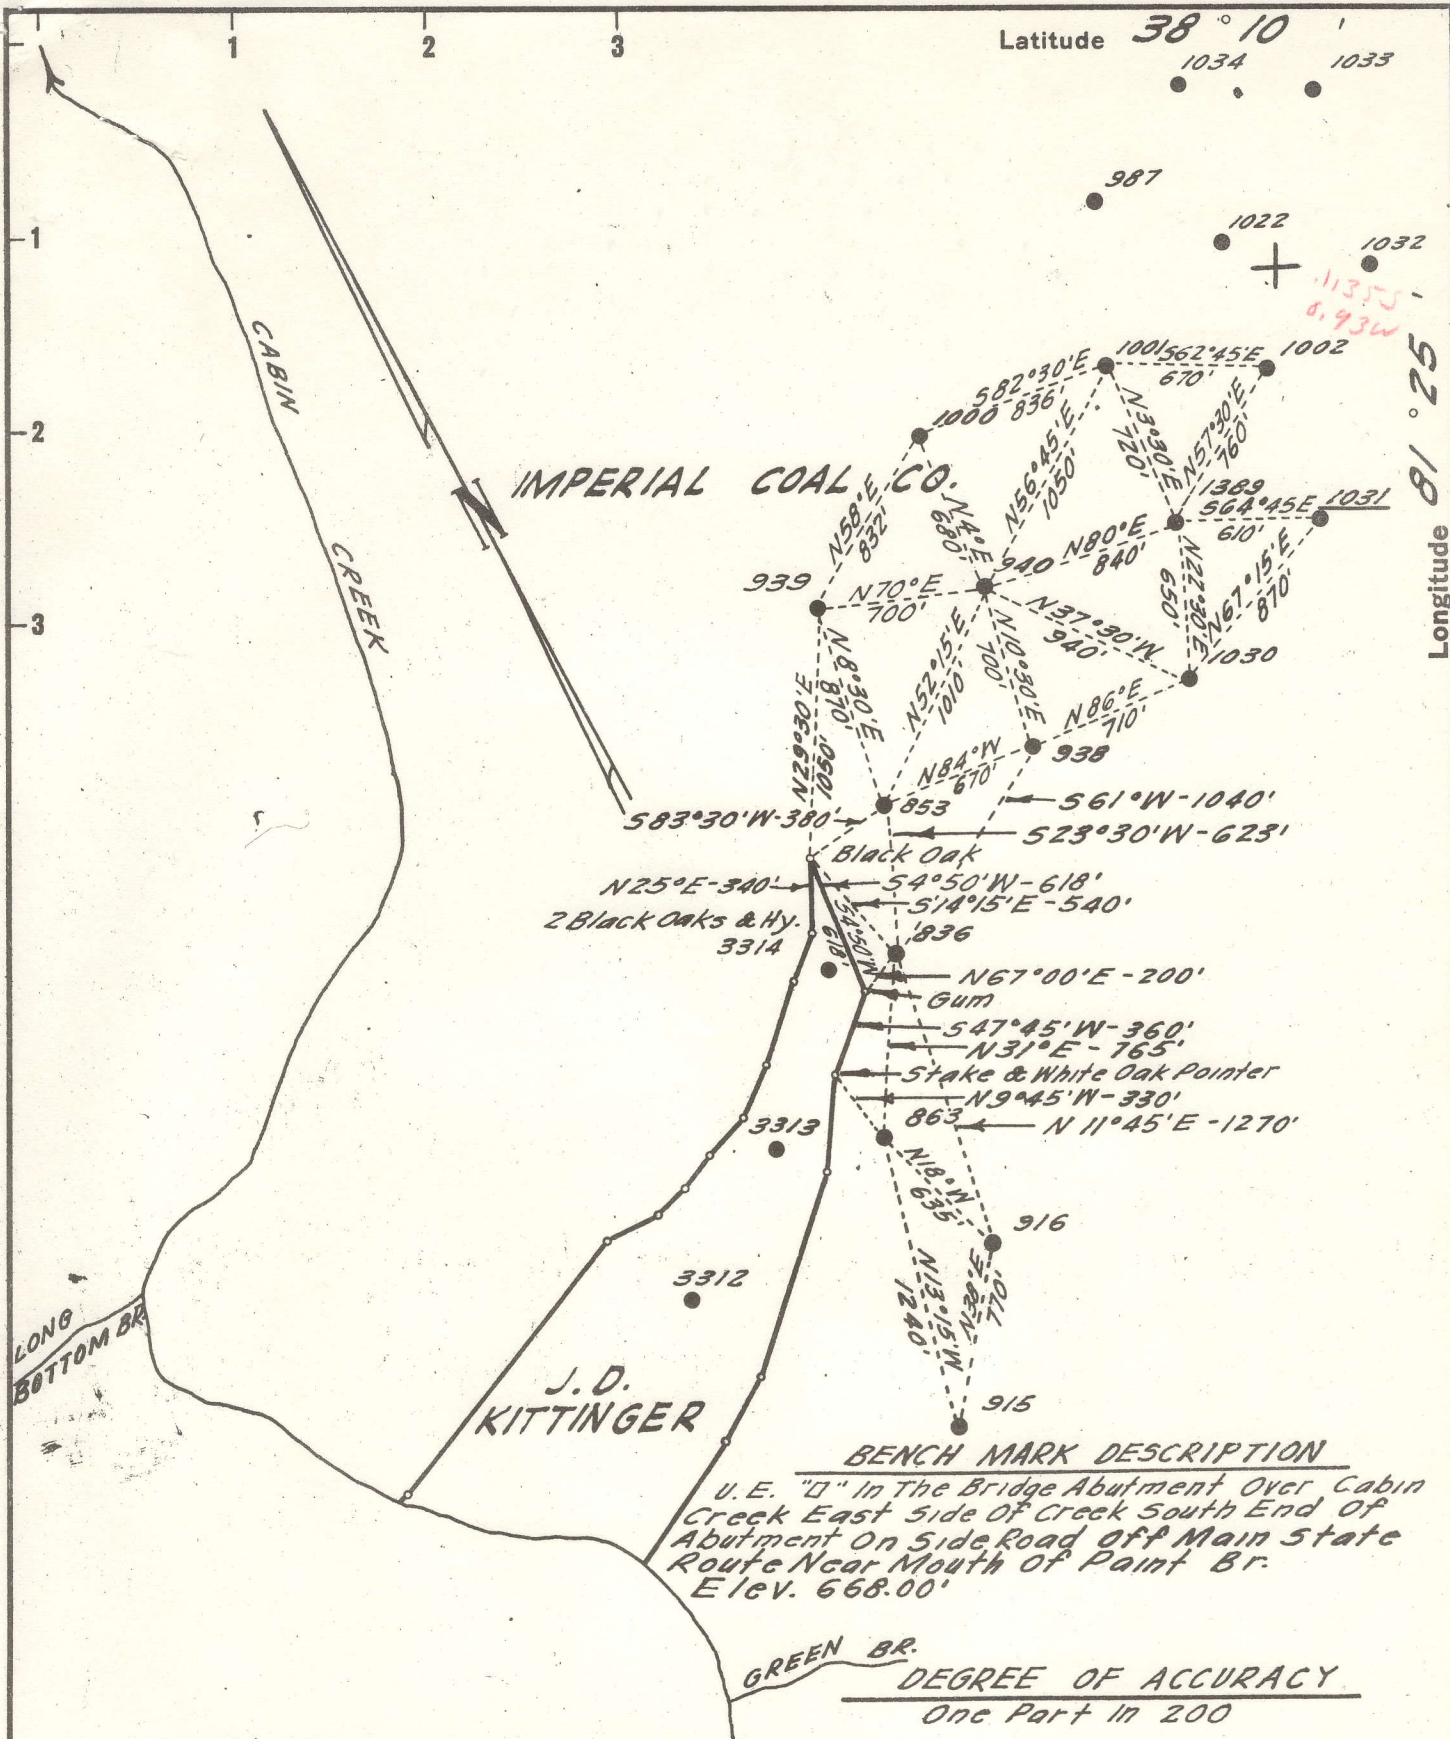 1 2 3
Latitude 38° 10'
1034
1033
987
-1
1022
1032
.1135S
0.93W
CABIN
CREEK
1001 S62°45'E 1002
670'
S82°30'E
836'
1000
N3°30'E
720'
N57°30'E
760'
Longitude 81° 25'
-2
N56°45'E
1050'
IMPERIAL COAL CO.
N58°E
832'
N4°E
680'
1389
S64°45'E 1031
610'
N80°E
840'
940
939
N70°E
700'
N22°30'E
650'
N67°15'E
870'
-3
N37°30'W
940'
1030
N8°30'E
870'
N52°15'E
1010'
N10°30'E
700'
N86°E
710'
N29°30'E
1050'
938
N84°W
670'
853
S61°W-1040'
S83°30'W-380'
S23°30'W-623'
Black Oak
N25°E-340'
S4°50'W-618'
S14°15'E-540'
2 Black Oaks & Hy.
3314
S4°50'W
618'
836
N67°00'E-200'
Gum
S47°45'W-360'
N31°E-765'
Stake & White Oak Pointer
N9°45'W-330'
863
N11°45'E-1270'
3313
N18°W
635'
916
3312
N13°15'W
1240'
N38°E
770'
LONG
BOTTOM BR.
J. D.
KITTINGER
915
BENCH MARK DESCRIPTION
U.E. "□" In The Bridge Abutment Over Cabin
Creek East Side Of Creek South End Of
Abutment On Side Road Off Main State
Route Near Mouth Of Paint Br.
Elev. 668.00'
GREEN BR.
DEGREE OF ACCURACY
One Part In 200